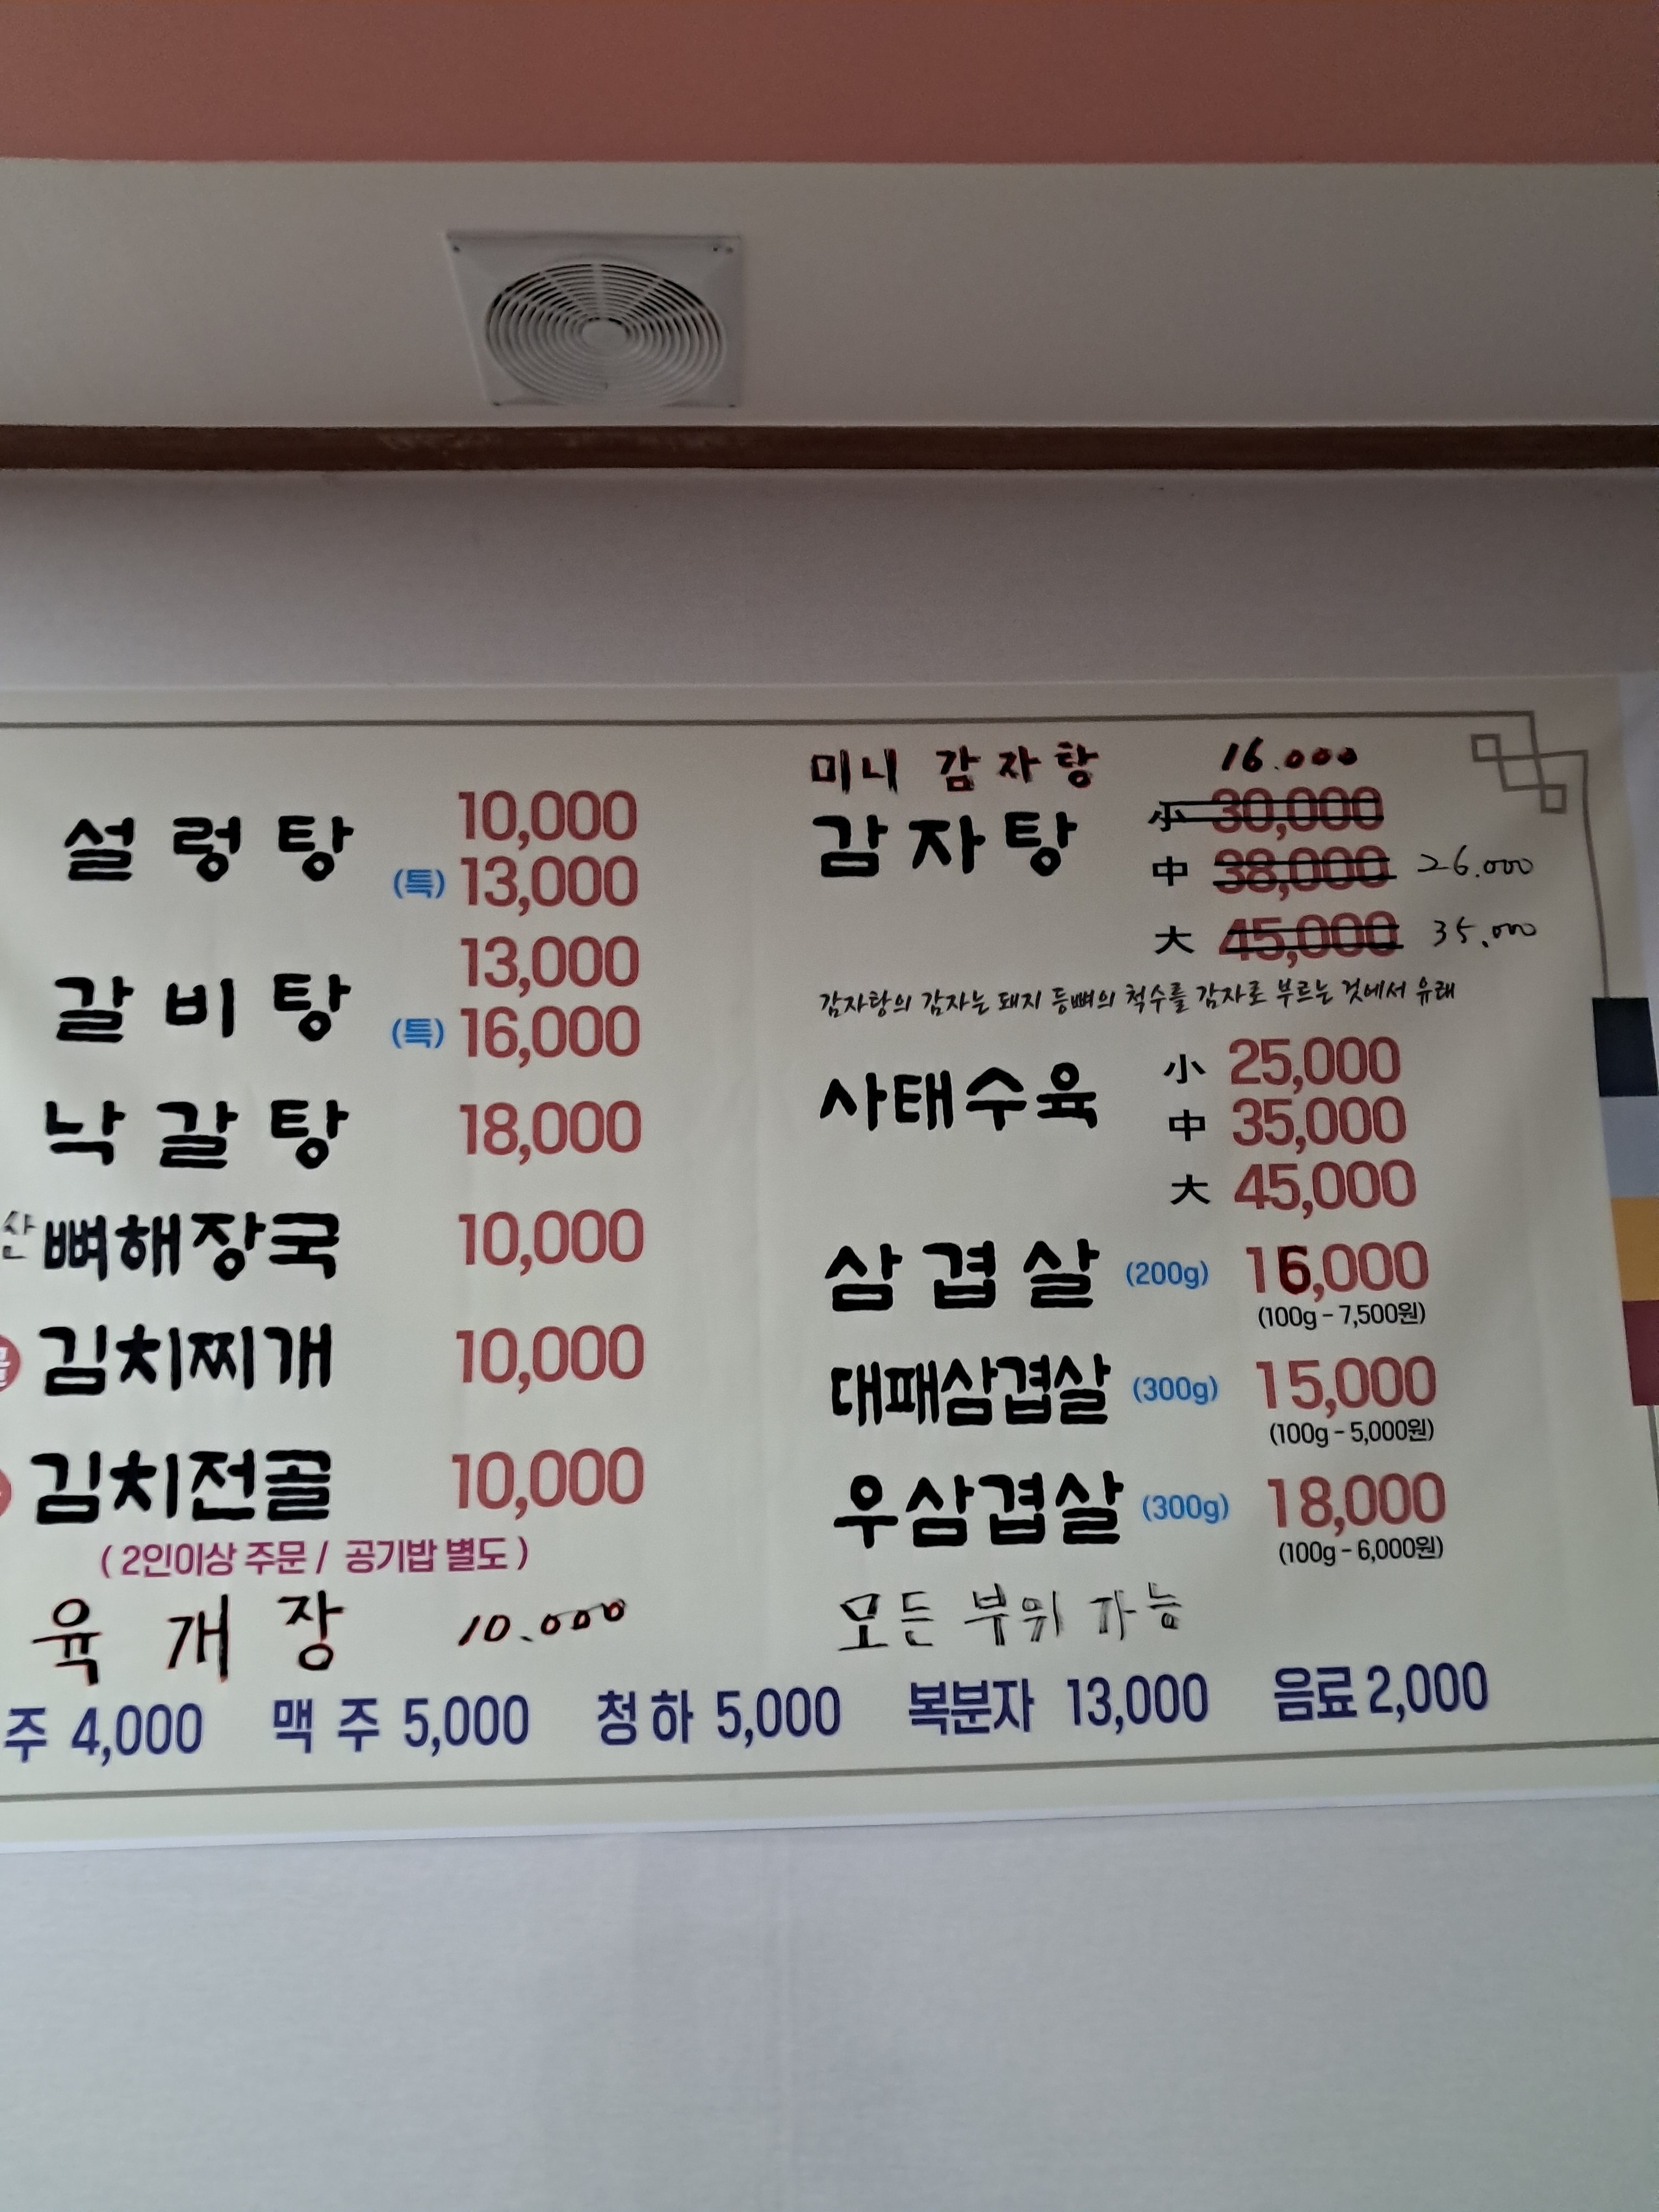 설렁탕 10,000
(특) 13,000
갈비탕 13,000
(특) 16,000
낙갈탕 18,000
산 뼈해장국 10,000
김치찌개 10,000
김치전골 10,000
( 2인이상 주문 / 공기밥 별도 )
육개장 10.000
미니 감자탕 16.000
감자탕 小 30,000
中 38,000 26.000
大 45,000 35.000
감자탕의 감자는 돼지 등뼈의 척수를 감자로 부르는 것에서 유래
사태수육 小 25,000
中 35,000
大 45,000
삼겹살 (200g) 16,000
(100g - 7,500원)
대패삼겹살 (300g) 15,000
(100g - 5,000원)
우삼겹살 (300g) 18,000
(100g - 6,000원)
모든 부위 가능
주 4,000 맥주 5,000 청하 5,000 복분자 13,000 음료 2,000